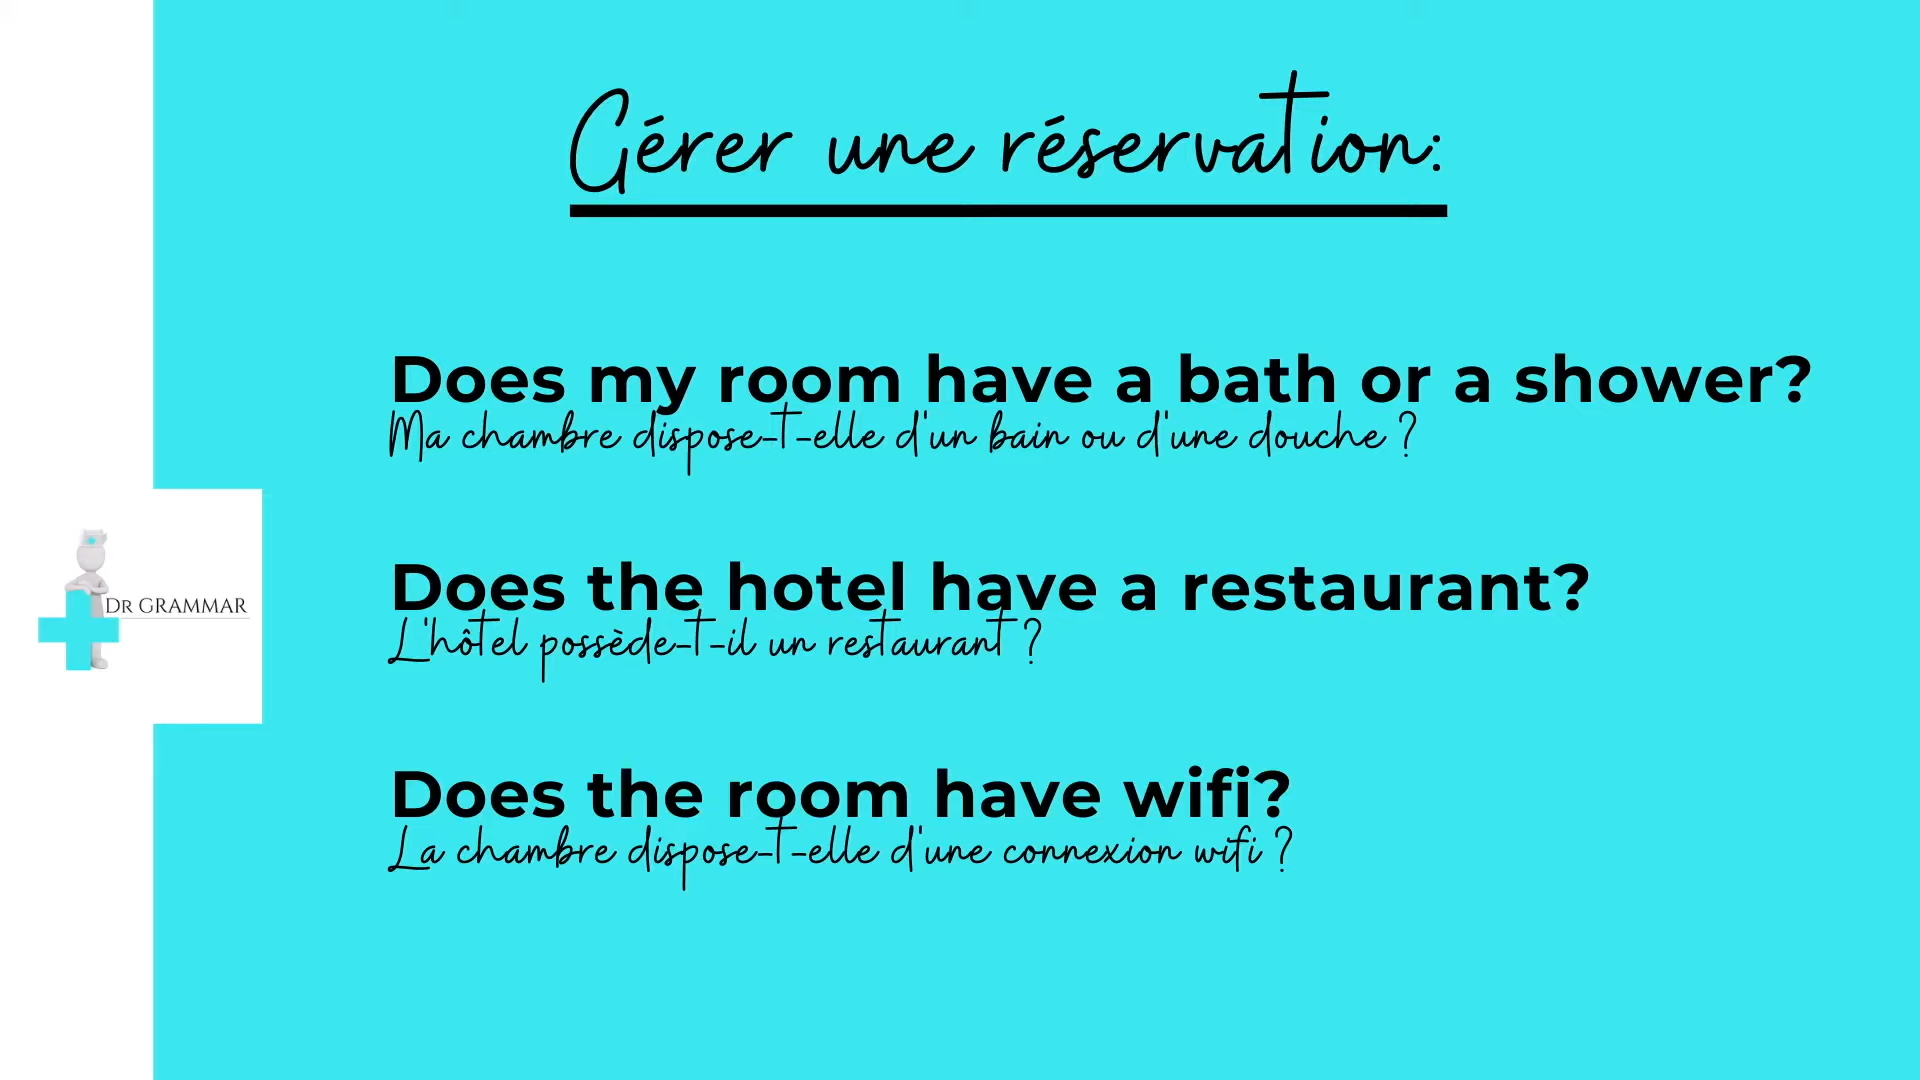 Gérer une réservation:
Does my room have a bath or a shower?
Ma chambre dispose-t-elle d'un bain ou d'une douche ?
DR GRAMMAR
Does the hotel have a restaurant?
L'hôtel possède-t-il un restaurant ?
Does the room have wifi?
La chambre dispose-t-elle d'une connexion wifi ?